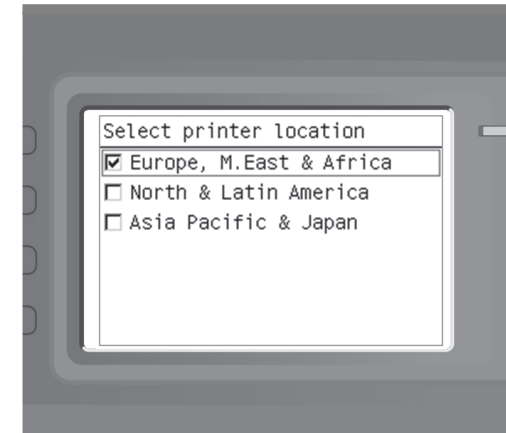 Select printer location
Europe, M.East & Africa
North & Latin America
Asia Pacific & Japan